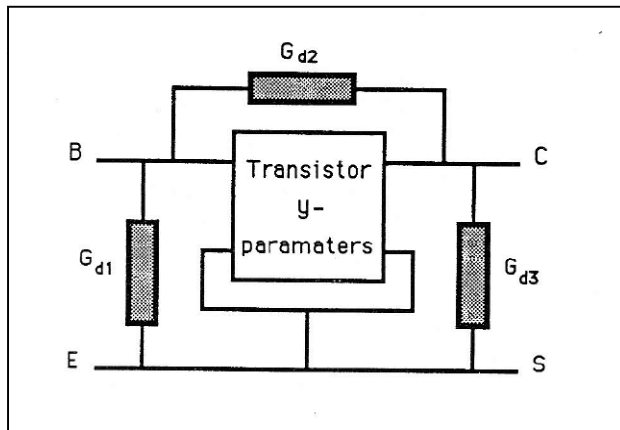 G d2
B
C
Transistor
y-
paramaters
G d1
G d3
E
S